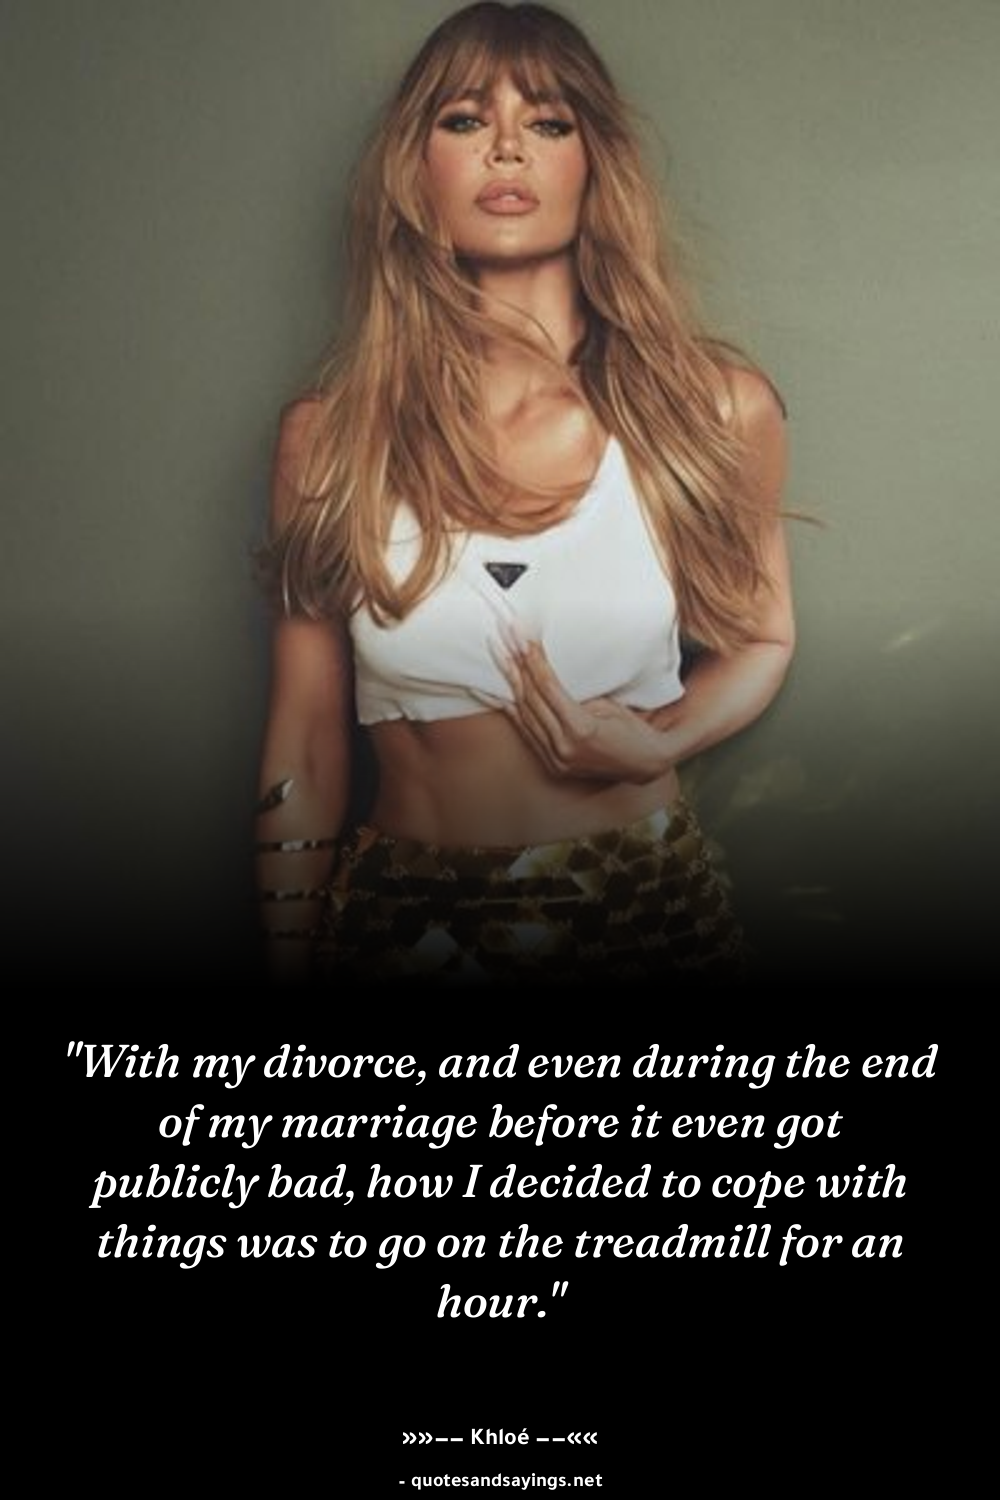 "With my divorce, and even during the end
of my marriage before it even got
publicly bad, how I decided to cope with
things was to go on the treadmill for an
hour."
»»−− Khloé −−««
- quotesandsayings.net